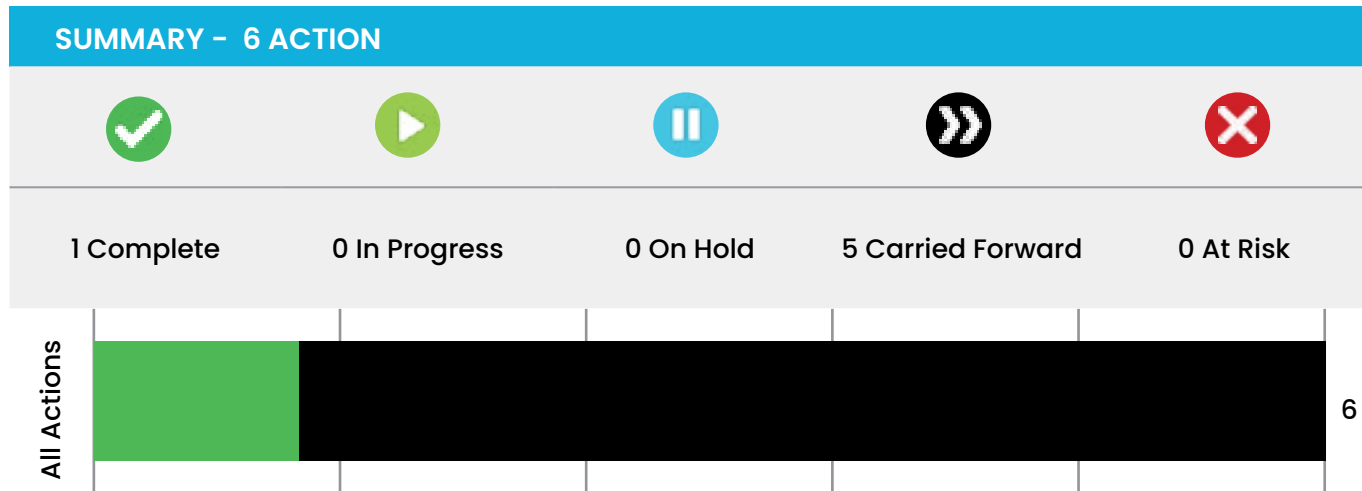 SUMMARY - 6 ACTION
1 Complete
0 In Progress
0 On Hold
5 Carried Forward
0 At Risk
All Actions
6